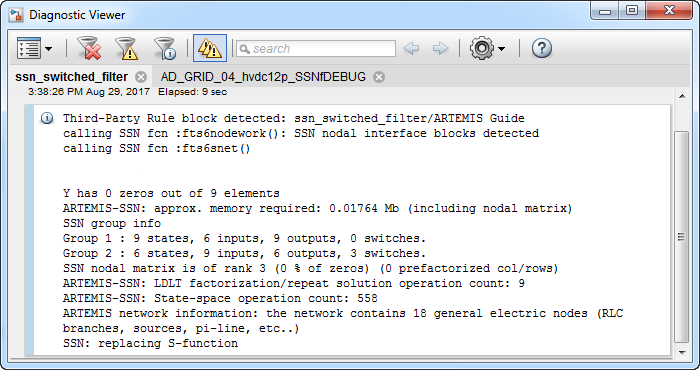 Diagnostic Viewer
search
ssn_switched_filter
AD_GRID_04_hvdc12p_SSNfDEBUG
3:38:26 PM Aug 29, 2017 Elapsed: 9 sec
Third-Party Rule block detected: ssn_switched_filter/ARTEMIS Guide
calling SSN fcn :fts6nodework(): SSN nodal interface blocks detected
calling SSN fcn :fts6snet()
Y has 0 zeros out of 9 elements
ARTEMIS-SSN: approx. memory required: 0.01764 Mb (including nodal matrix)
SSN group info
Group 1 : 9 states, 6 inputs, 9 outputs, 0 switches.
Group 2 : 6 states, 9 inputs, 6 outputs, 3 switches.
SSN nodal matrix is of rank 3 (0 % of zeros) (0 prefactorized col/rows)
ARTEMIS-SSN: LDLT factorization/repeat solution operation count: 9
ARTEMIS-SSN: State-space operation count: 558
ARTEMIS network information: the network contains 18 general electric nodes (RLC
branches, sources, pi-line, etc..)
SSN: replacing S-function